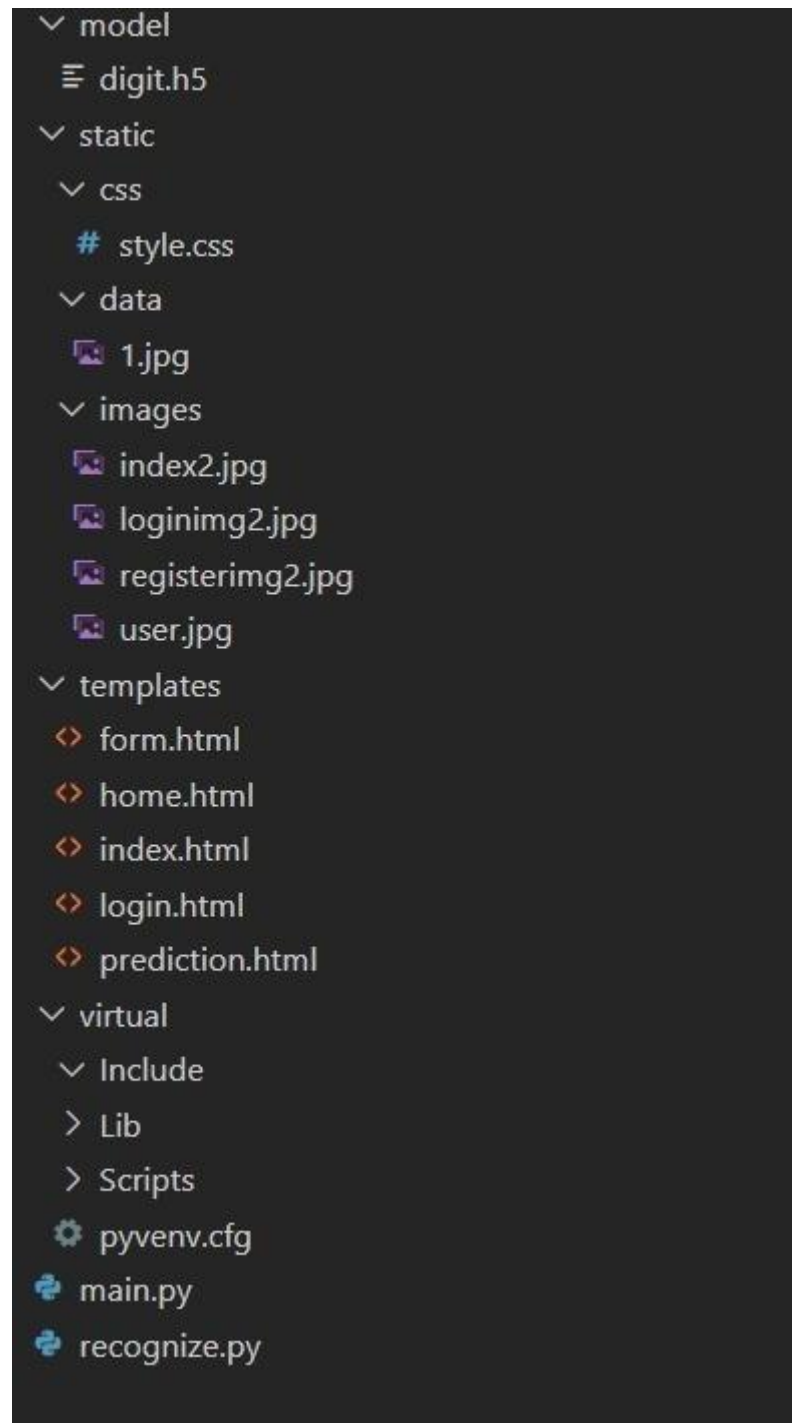 model
digit.h5
static
css
# style.css
data
1.jpg
images
index2.jpg
loginimg2.jpg
registerimg2.jpg
user.jpg
templates
<> form.html
<> home.html
<> index.html
<> login.html
<> prediction.html
virtual
Include
Lib
Scripts
pyvenv.cfg
main.py
recognize.py